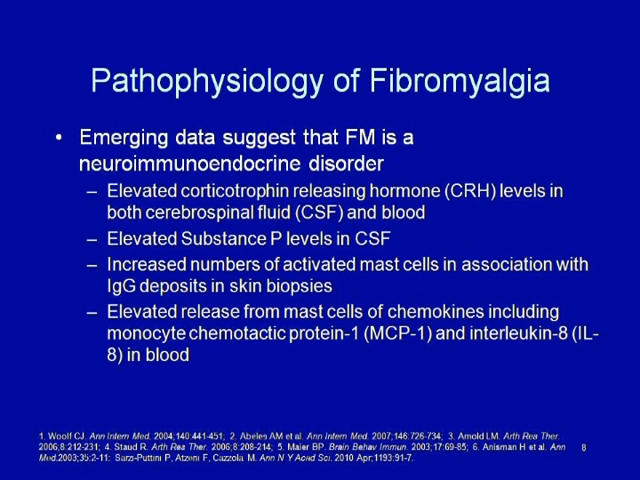 Pathophysiology of Fibromyalgia
• Emerging data suggest that FM is a
neuroimmunoendocrine disorder
– Elevated corticotrophin releasing hormone (CRH) levels in
both cerebrospinal fluid (CSF) and blood
– Elevated Substance P levels in CSF
– Increased numbers of activated mast cells in association with
IgG deposits in skin biopsies
– Elevated release from mast cells of chemokines including
monocyte chemotactic protein-1 (MCP-1) and interleukin-8 (IL-
8) in blood
1. Woolf CJ. Ann Intern Med. 2004;140:441-451; 2. Abeles AM et al. Ann Intern Med. 2007;146:726-734; 3. Arnold LM. Arth Rea Ther.
2006;8:212-231; 4. Staud R. Arth Rea Ther. 2006;8:208-214; 5. Maier BP. Brain Behav Immun. 2003;17:69-85; 6. Anisman H et al. Ann
Med.2003;35:2-11: Sarzi-Puttini P, Atzeni F, Cazzola M. Ann N Y Acad Sci. 2010 Apr;1193:91-7.
8